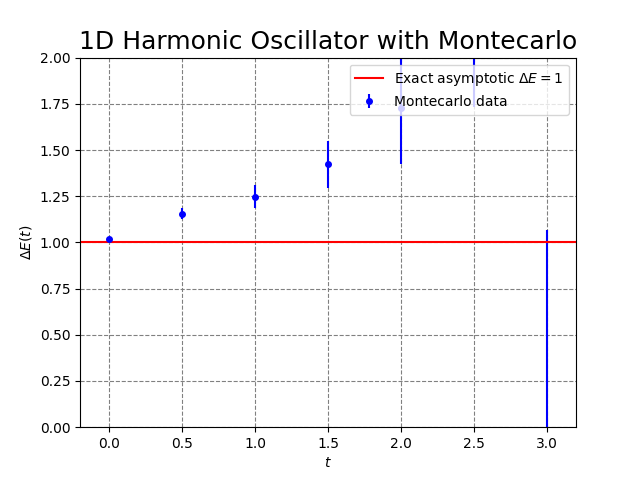 1D Harmonic Oscillator with Montecarlo
2.00
1.75
1.50
1.25
1.00
0.75
0.50
0.25
0.00
ΔE(t)
Exact asymptotic ΔE = 1
Montecarlo data
0.0 0.5 1.0 1.5 2.0 2.5 3.0
t